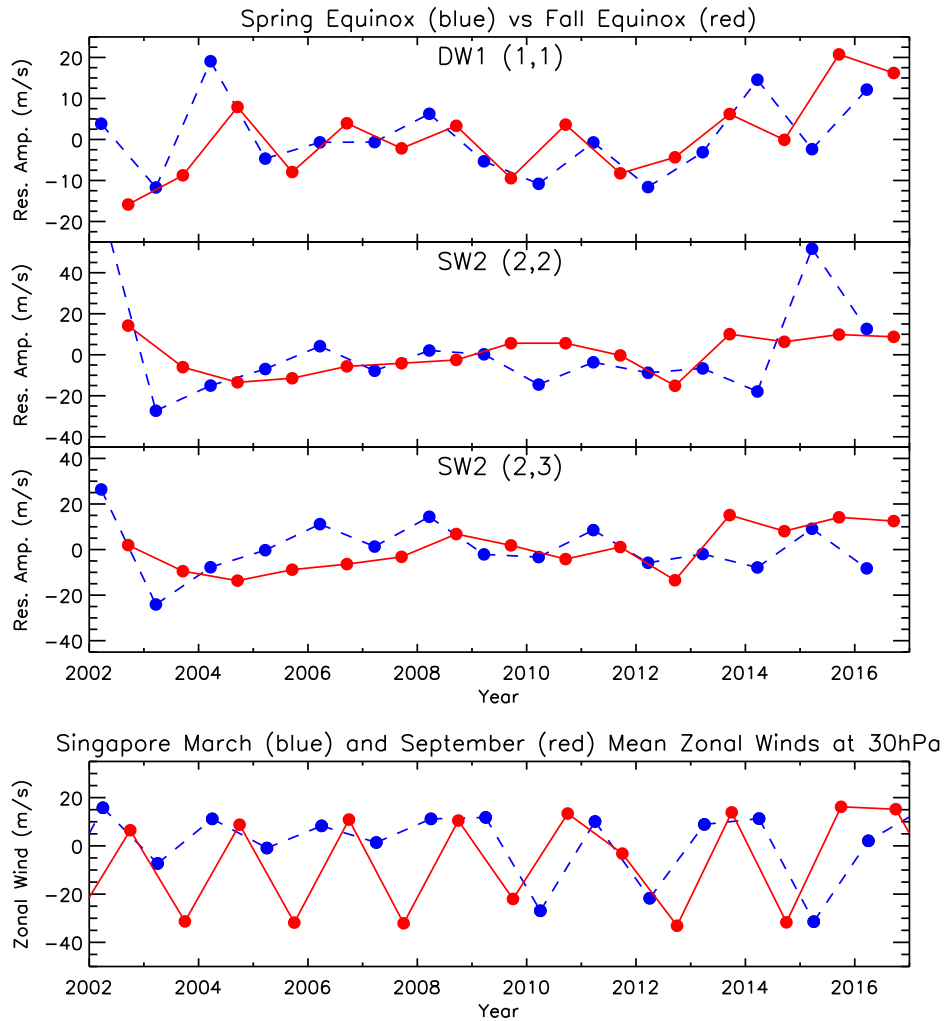 Spring Equinox (blue) vs Fall Equinox (red)
DW1 (1,1)
Res. Amp. (m/s)
20
10
0
-10
-20
SW2 (2,2)
Res. Amp. (m/s)
40
20
0
-20
-40
SW2 (2,3)
Res. Amp. (m/s)
40
20
0
-20
-40
2002 2004 2006 2008 2010 2012 2014 2016
Year
Singapore March (blue) and September (red) Mean Zonal Winds at 30hPa
Zonal Wind (m/s)
20
0
-20
-40
2002 2004 2006 2008 2010 2012 2014 2016
Year